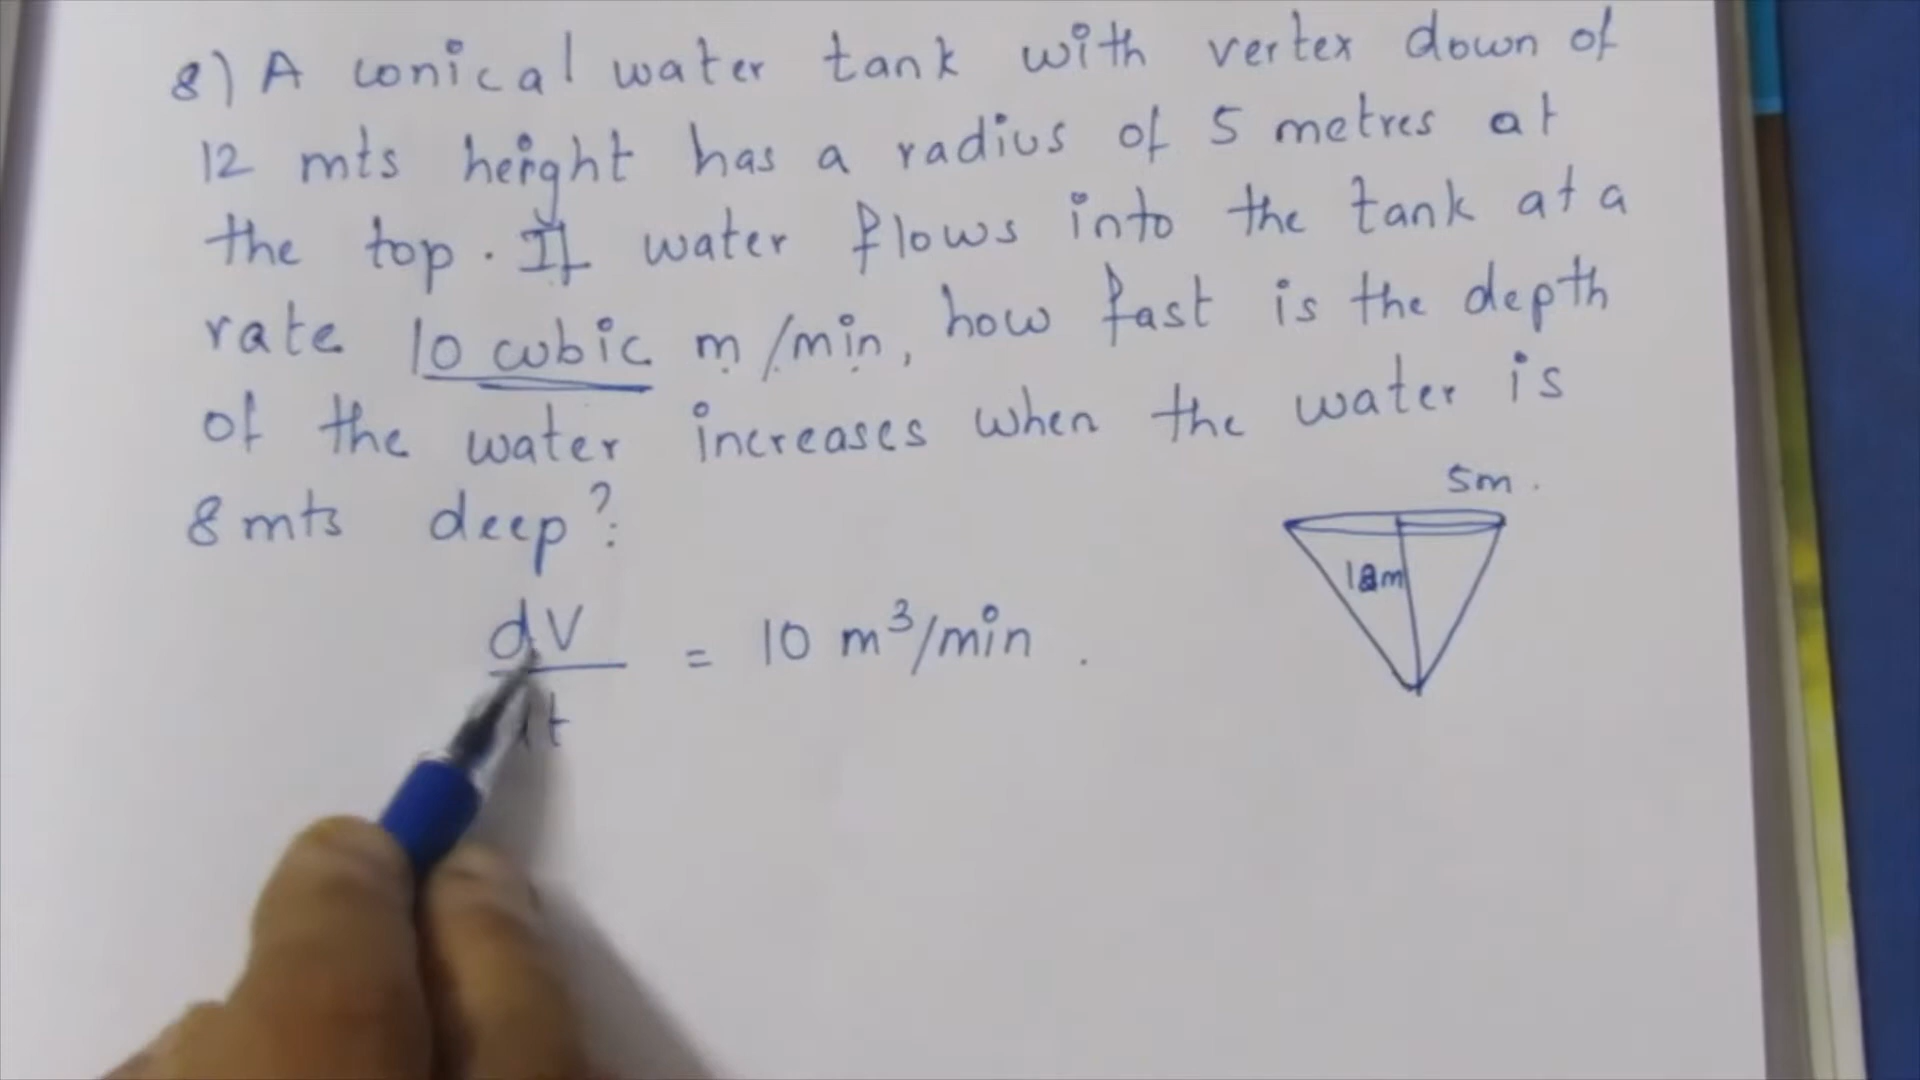 8) A conical water tank with vertex down of
12 mts height has a radius of 5 metres at
the top. If water flows into the tank at a
rate 10 cubic m/min, how fast is the depth
of the water increases when the water is
8 mts deep?
5m.
12m
dV
= 10 m³/min.